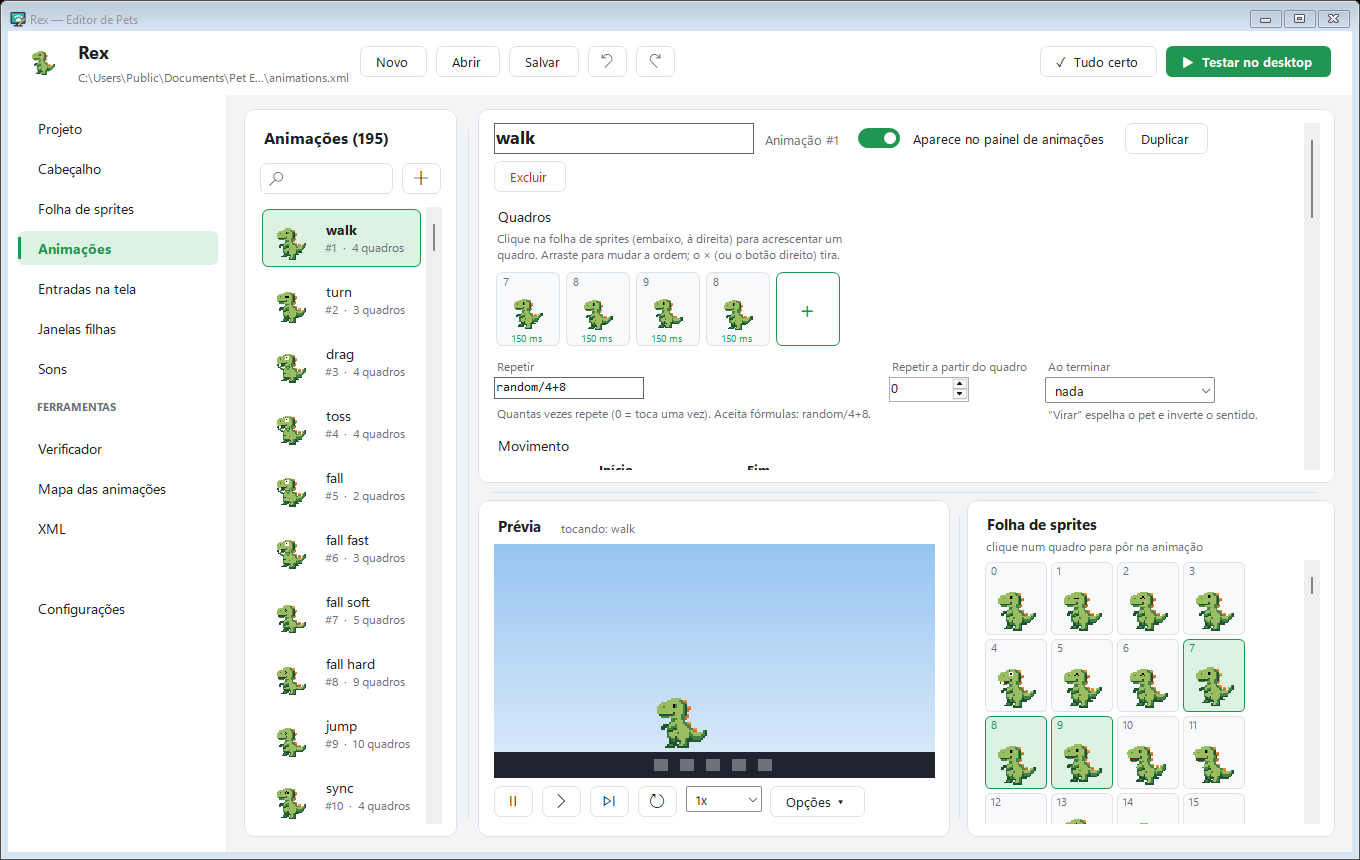 Rex — Editor de Pets
Rex
C:\Users\Public\Documents\Pet E...\animations.xml
Novo
Abrir
Salvar
✓ Tudo certo
Testar no desktop
Projeto
Cabeçalho
Folha de sprites
Animações
Entradas na tela
Janelas filhas
Sons
FERRAMENTAS
Verificador
Mapa das animações
XML
Configurações
Animações (195)
walk
#1 · 4 quadros
turn
#2 · 3 quadros
drag
#3 · 4 quadros
toss
#4 · 4 quadros
fall
#5 · 2 quadros
fall fast
#6 · 3 quadros
fall soft
#7 · 5 quadros
fall hard
#8 · 9 quadros
jump
#9 · 10 quadros
sync
#10 · 4 quadros
walk
Animação #1
Aparece no painel de animações
Duplicar
Excluir
Quadros
Clique na folha de sprites (embaixo, à direita) para acrescentar um
quadro. Arraste para mudar a ordem; o × (ou o botão direito) tira.
7 8 9 8
+
150 ms 150 ms 150 ms 150 ms
Repetir
random/4+8
Quantas vezes repete (0 = toca uma vez). Aceita fórmulas: random/4+8.
Repetir a partir do quadro
0
Ao terminar
nada
“Virar” espelha o pet e inverte o sentido.
Movimento
Início Fim
Prévia
tocando: walk
1x
Opções
Folha de sprites
clique num quadro para pôr na animação
0 1 2 3
4 5 6 7
8 9 10 11
12 13 14 15